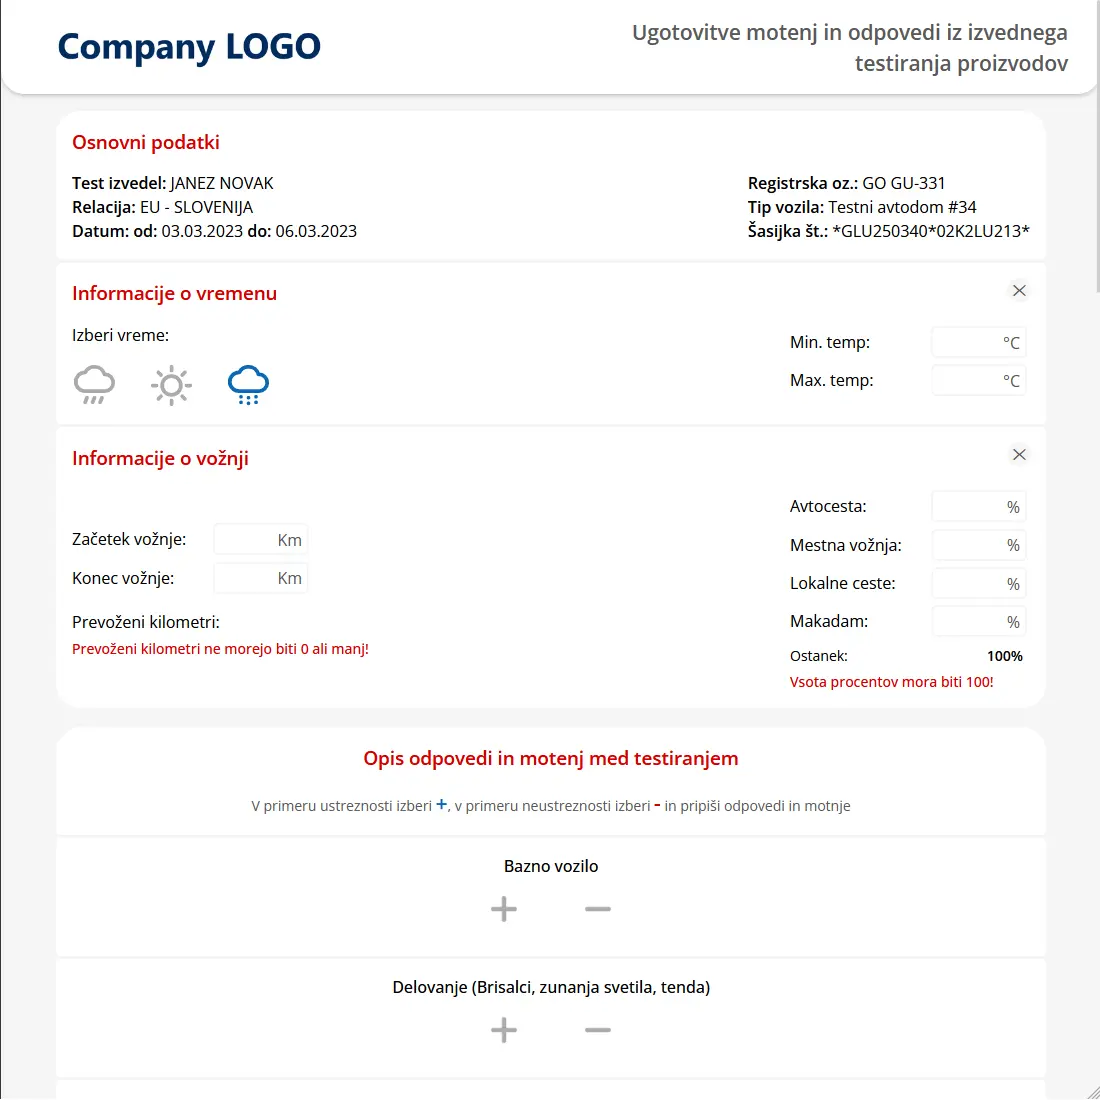 Company LOGO
Ugotovitve motenj in odpovedi iz izvednega
testiranja proizvodov
Osnovni podatki
Test izvedel: JANEZ NOVAK
Relacija: EU - SLOVENIJA
Datum: od: 03.03.2023 do: 06.03.2023
Registrska oz.: GO GU-331
Tip vozila: Testni avtodom #34
Šasijka št.: *GLU250340*02K2LU213*
Informacije o vremenu
Izberi vreme:
Min. temp: °C
Max. temp: °C
Informacije o vožnji
Začetek vožnje: Km
Konec vožnje: Km
Prevoženi kilometri:
Prevoženi kilometri ne morejo biti 0 ali manj!
Avtocesta: %
Mestna vožnja: %
Lokalne ceste: %
Makadam: %
Ostanek: 100%
Vsota procentov mora biti 100!
Opis odpovedi in motenj med testiranjem
V primeru ustreznosti izberi +, v primeru neustreznosti izberi - in pripiši odpovedi in motnje
Bazno vozilo
Delovanje (Brisalci, zunanja svetila, tenda)